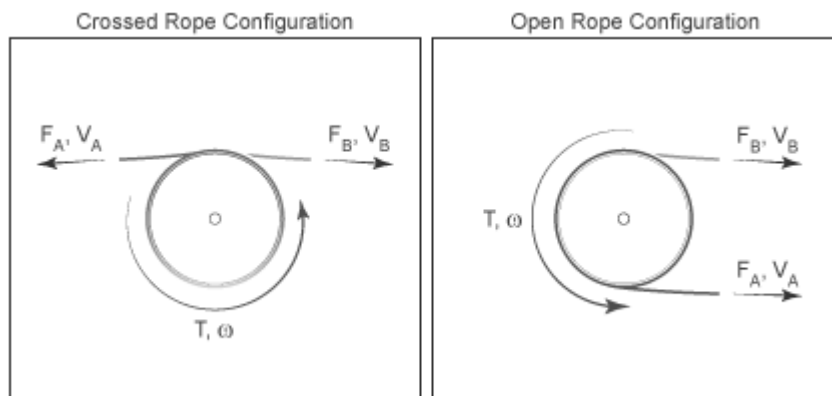 Crossed Rope Configuration
Open Rope Configuration
F_A, V_A
F_B, V_B
T, ω
F_B, V_B
T, ω
F_A, V_A